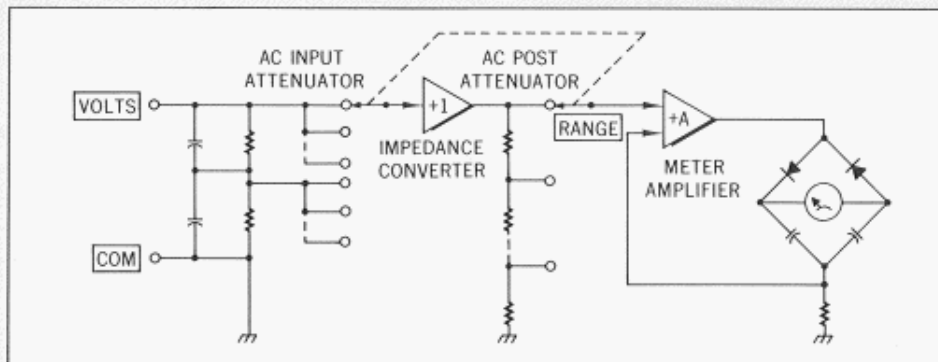 AC INPUT
ATTENUATOR
AC POST
ATTENUATOR
VOLTS
+1
RANGE
+A
IMPEDANCE
CONVERTER
METER
AMPLIFIER
COM